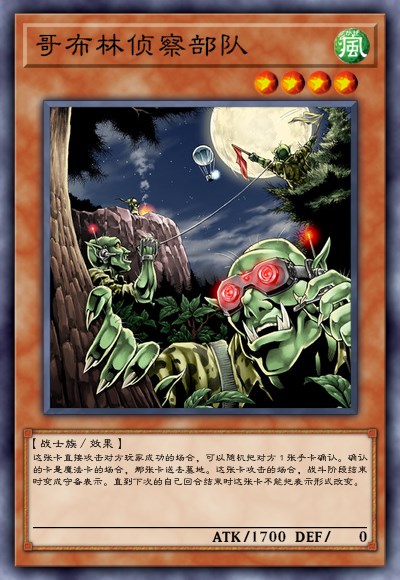 哥布林侦察部队
風
【战士族／效果】
这张卡直接攻击对方玩家成功的场合，可以随机把对方1张手卡确认。确认
的卡是魔法卡的场合，那张卡送去墓地。这张卡攻击的场合，战斗阶段结束
时变成守备表示。直到下次的自己回合结束时这张卡不能把表示形式改变。
ATK/1700 DEF/ 0